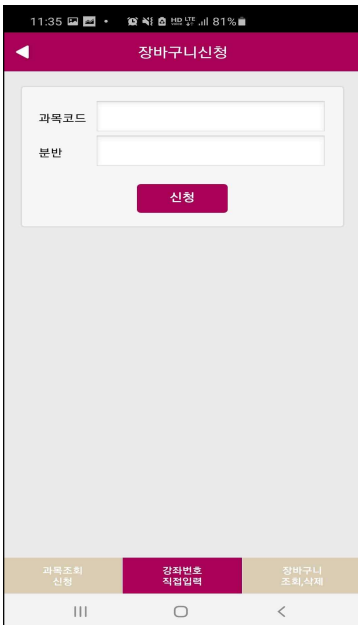 11:35
HD LTE 81%
장바구니신청
과목코드
분반
신청
과목조회
신청
강좌번호
직접입력
장바구니
조회,삭제